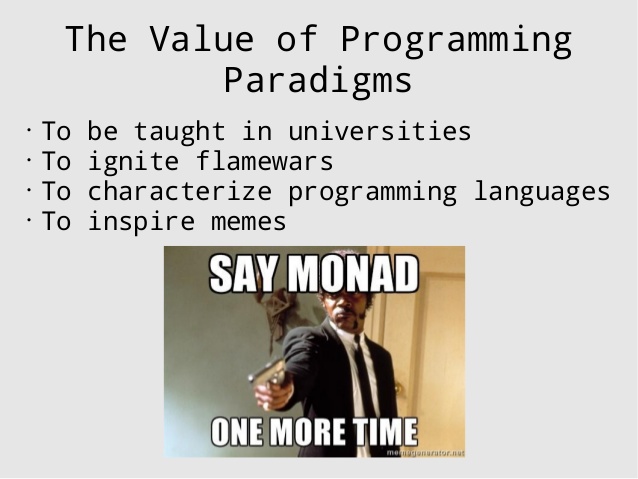 The Value of Programming
Paradigms
· To be taught in universities
· To ignite flamewars
· To characterize programming languages
· To inspire memes
SAY MONAD
ONE MORE TIME
memegenerator.net